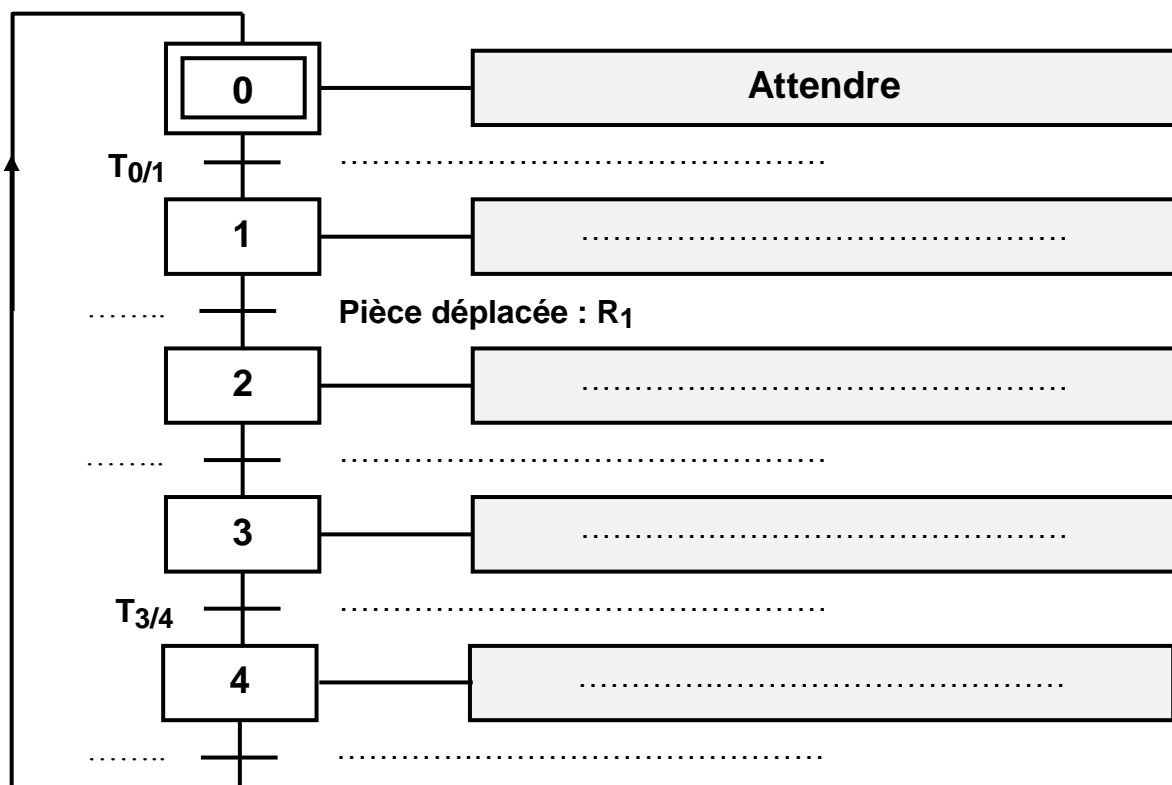 0 Attendre
T0/1 ................................................
1 ................................................
........ Pièce déplacée : R1
2 ................................................
........ ................................................
3 ................................................
T3/4 ................................................
4 ................................................
........ ................................................